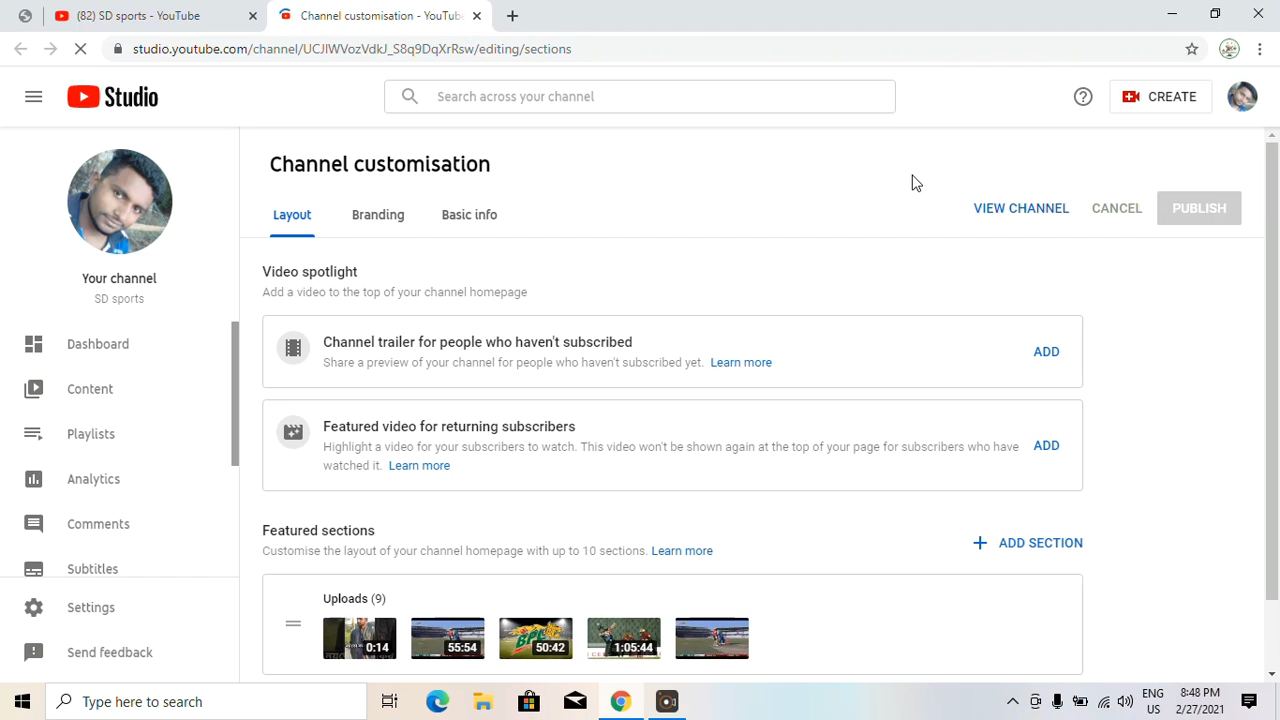 (82) SD sports - YouTube
Channel customisation - YouTub
studio.youtube.com/channel/UCJIWVozVdkJ_S8q9DqXrRsw/editing/sections
Studio
Search across your channel
CREATE
Channel customisation
Layout
Branding
Basic info
VIEW CHANNEL
CANCEL
PUBLISH
Your channel
SD sports
Dashboard
Content
Playlists
Analytics
Comments
Subtitles
Settings
Send feedback
Video spotlight
Add a video to the top of your channel homepage
Channel trailer for people who haven't subscribed
Share a preview of your channel for people who haven't subscribed yet. Learn more
ADD
Featured video for returning subscribers
Highlight a video for your subscribers to watch. This video won't be shown again at the top of your page for subscribers who have
watched it. Learn more
ADD
Featured sections
Customise the layout of your channel homepage with up to 10 sections. Learn more
ADD SECTION
Uploads (9)
0:14
55:54
50:42
1:05:44
Type here to search
ENG
US
8:48 PM
2/27/2021